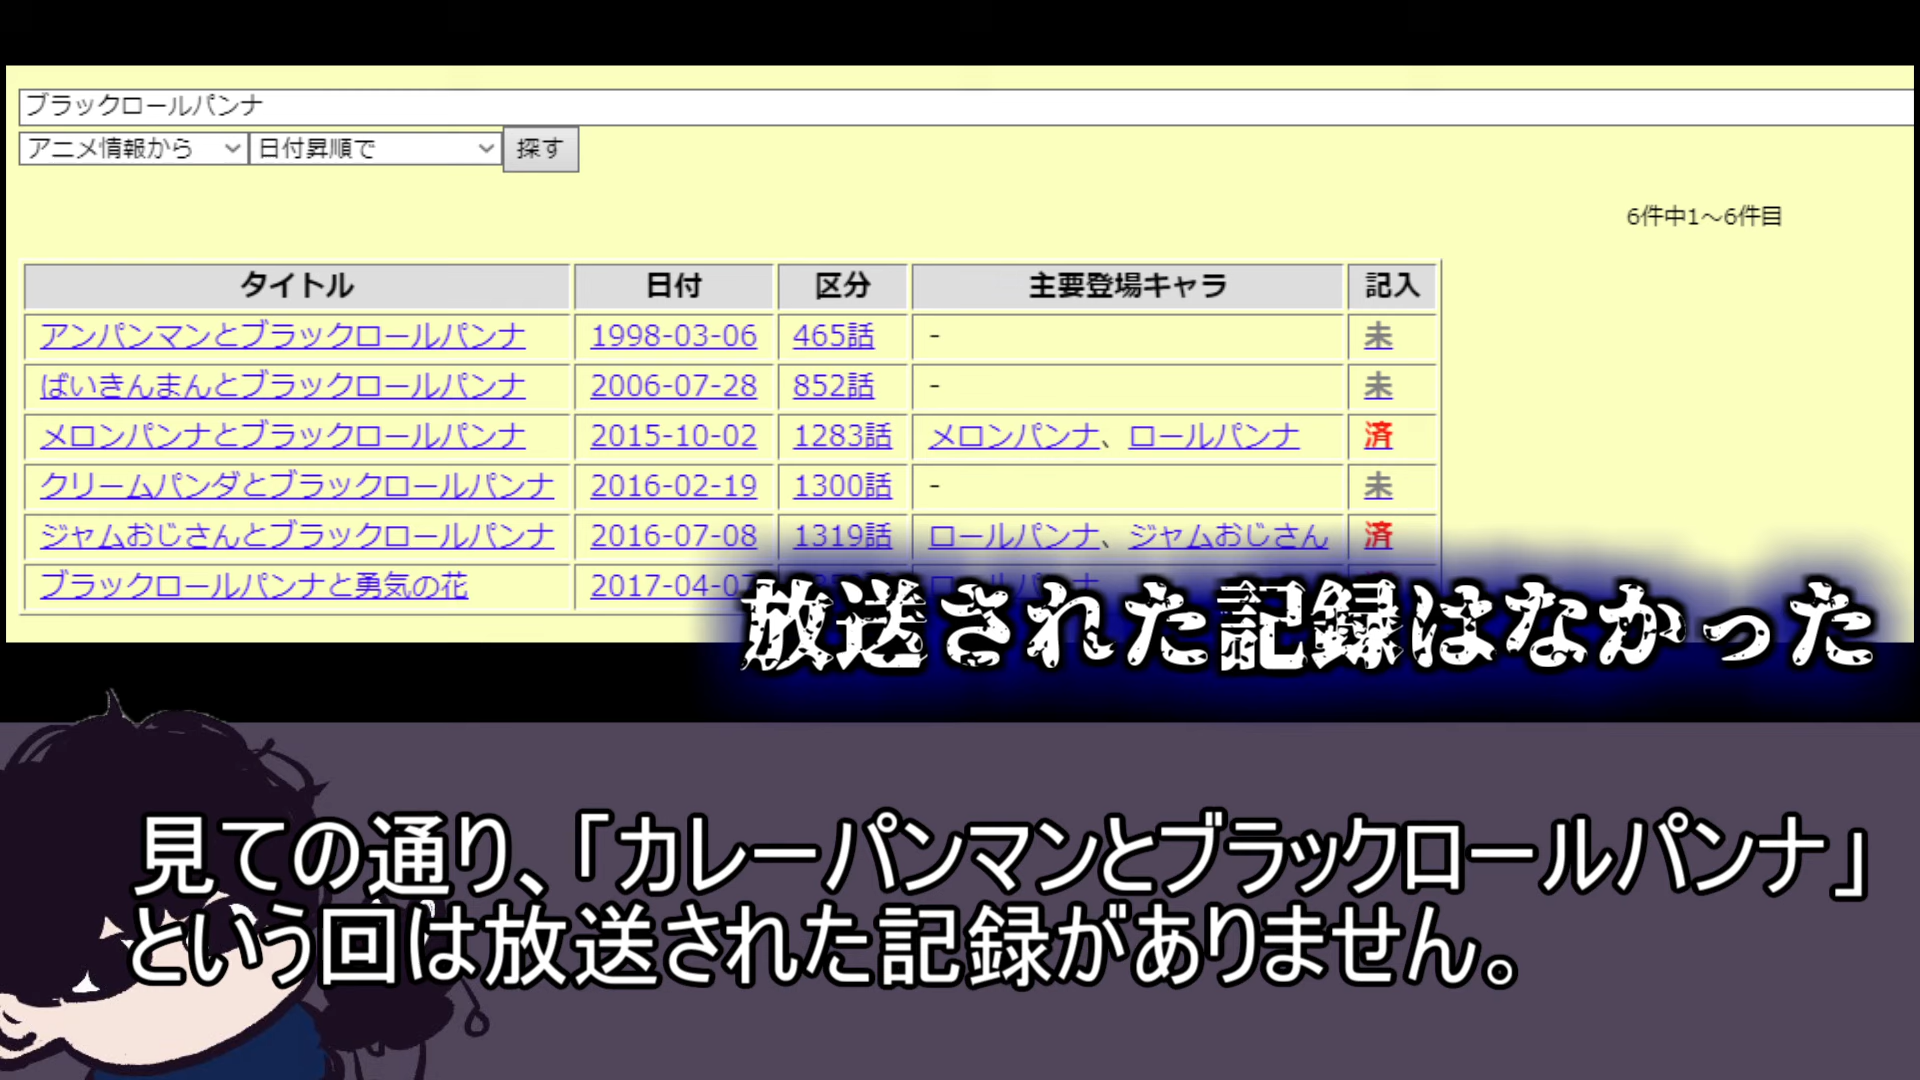 ブラックロールパンナ
アニメ情報から 日付昇順で 探す
6件中1～6件目
タイトル 日付 区分 主要登場キャラ 記入
アンパンマンとブラックロールパンナ 1998-03-06 465話 - 未
ばいきんまんとブラックロールパンナ 2006-07-28 852話 - 未
メロンパンナとブラックロールパンナ 2015-10-02 1283話 メロンパンナ、ロールパンナ 済
クリームパンダとブラックロールパンナ 2016-02-19 1300話 - 未
ジャムおじさんとブラックロールパンナ 2016-07-08 1319話 ロールパンナ、ジャムおじさん 済
ブラックロールパンナと勇気の花 2017-04-07 ロールパンナ
放送された記録はなかった
見ての通り、「カレーパンマンとブラックロールパンナ」
という回は放送された記録がありません。